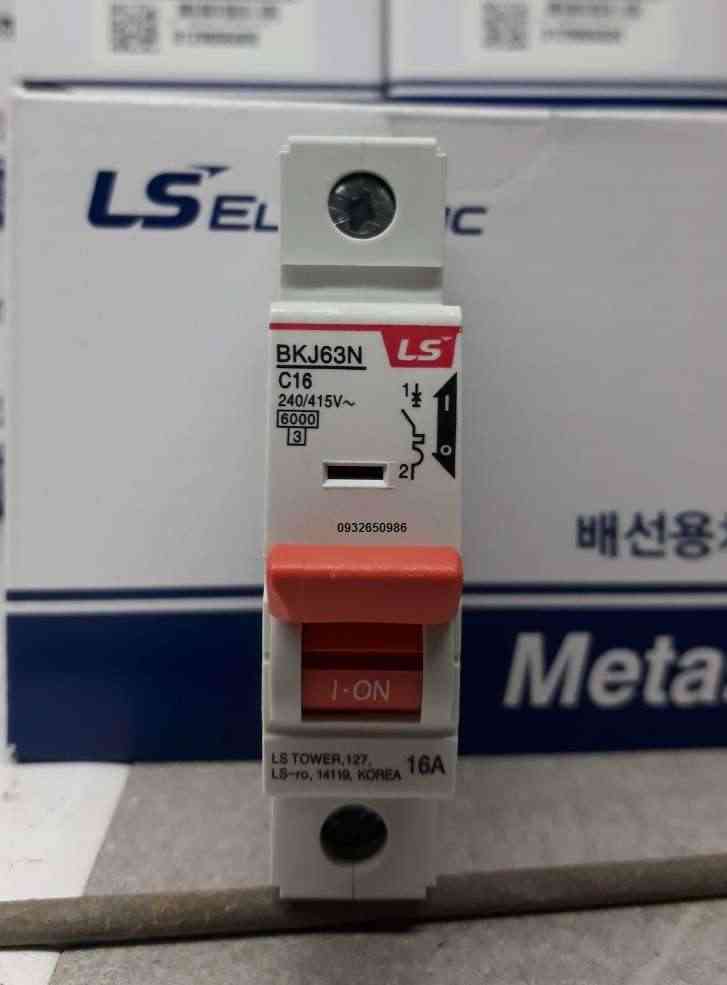 LS
BKJ63N
LS
C16
240/415V~
6000
3
1
I
O
2
0932650986
배선용
Meta
I·ON
LS TOWER,127,
LS-ro, 14119, KOREA
16A